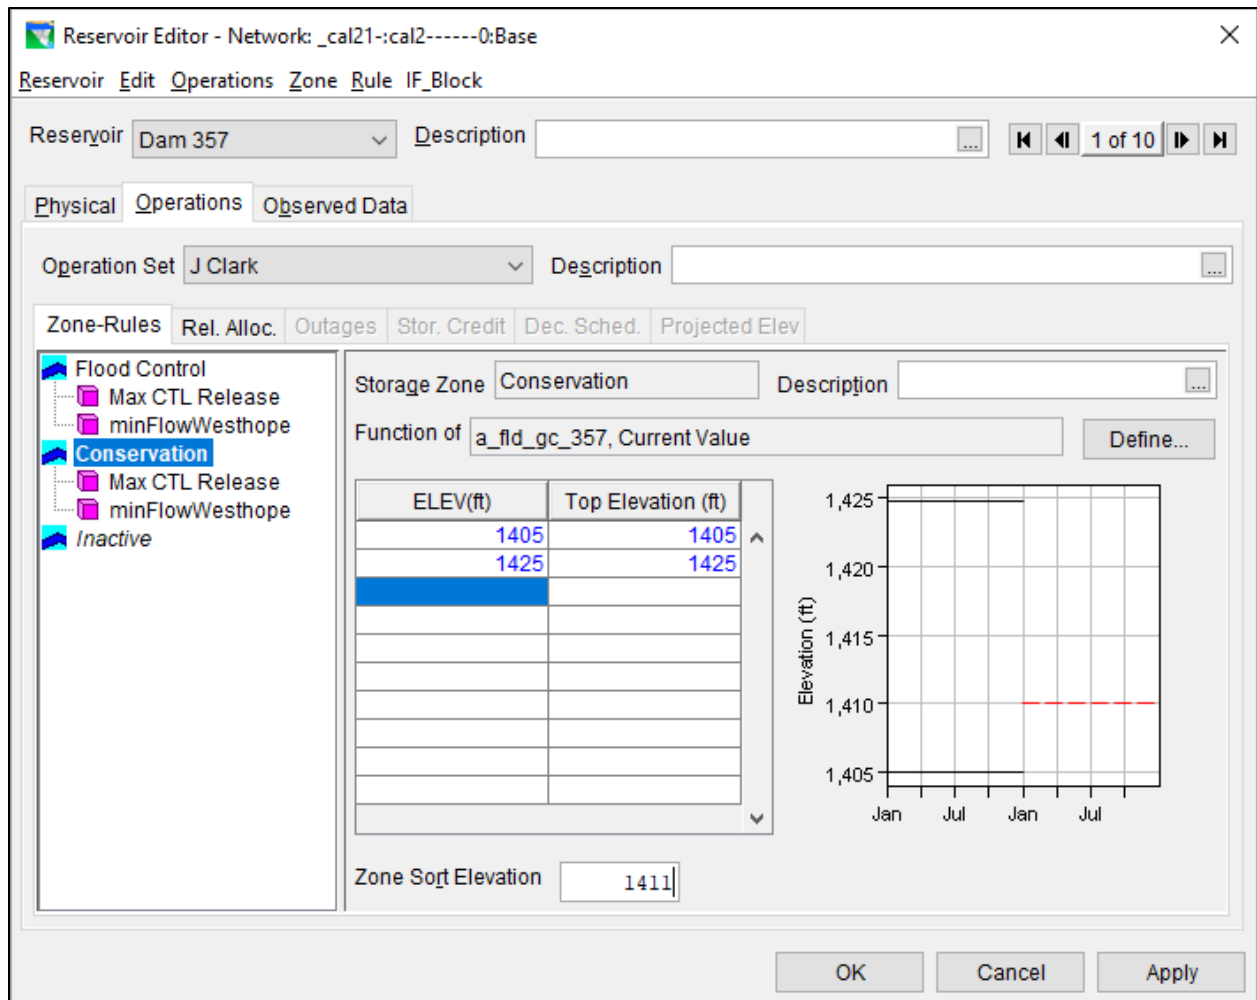 Reservoir Editor - Network: _cal21-:cal2------0:Base
Reservoir Edit Operations Zone Rule IF_Block
Reservoir Dam 357 Description ... 1 of 10
Physical Operations Observed Data
Operation Set J Clark Description ...
Zone-Rules Rel. Alloc. Outages Stor. Credit Dec. Sched. Projected Elev
Flood Control
Max CTL Release
minFlowWesthope
Conservation
Max CTL Release
minFlowWesthope
Inactive
Storage Zone Conservation Description ...
Function of a_fld_gc_357, Current Value Define...
ELEV(ft) Top Elevation (ft)
1405 1405
1425 1425
Elevation (ft)
1,425
1,420
1,415
1,410
1,405
Jan Jul Jan Jul
Zone Sort Elevation 1411
OK Cancel Apply